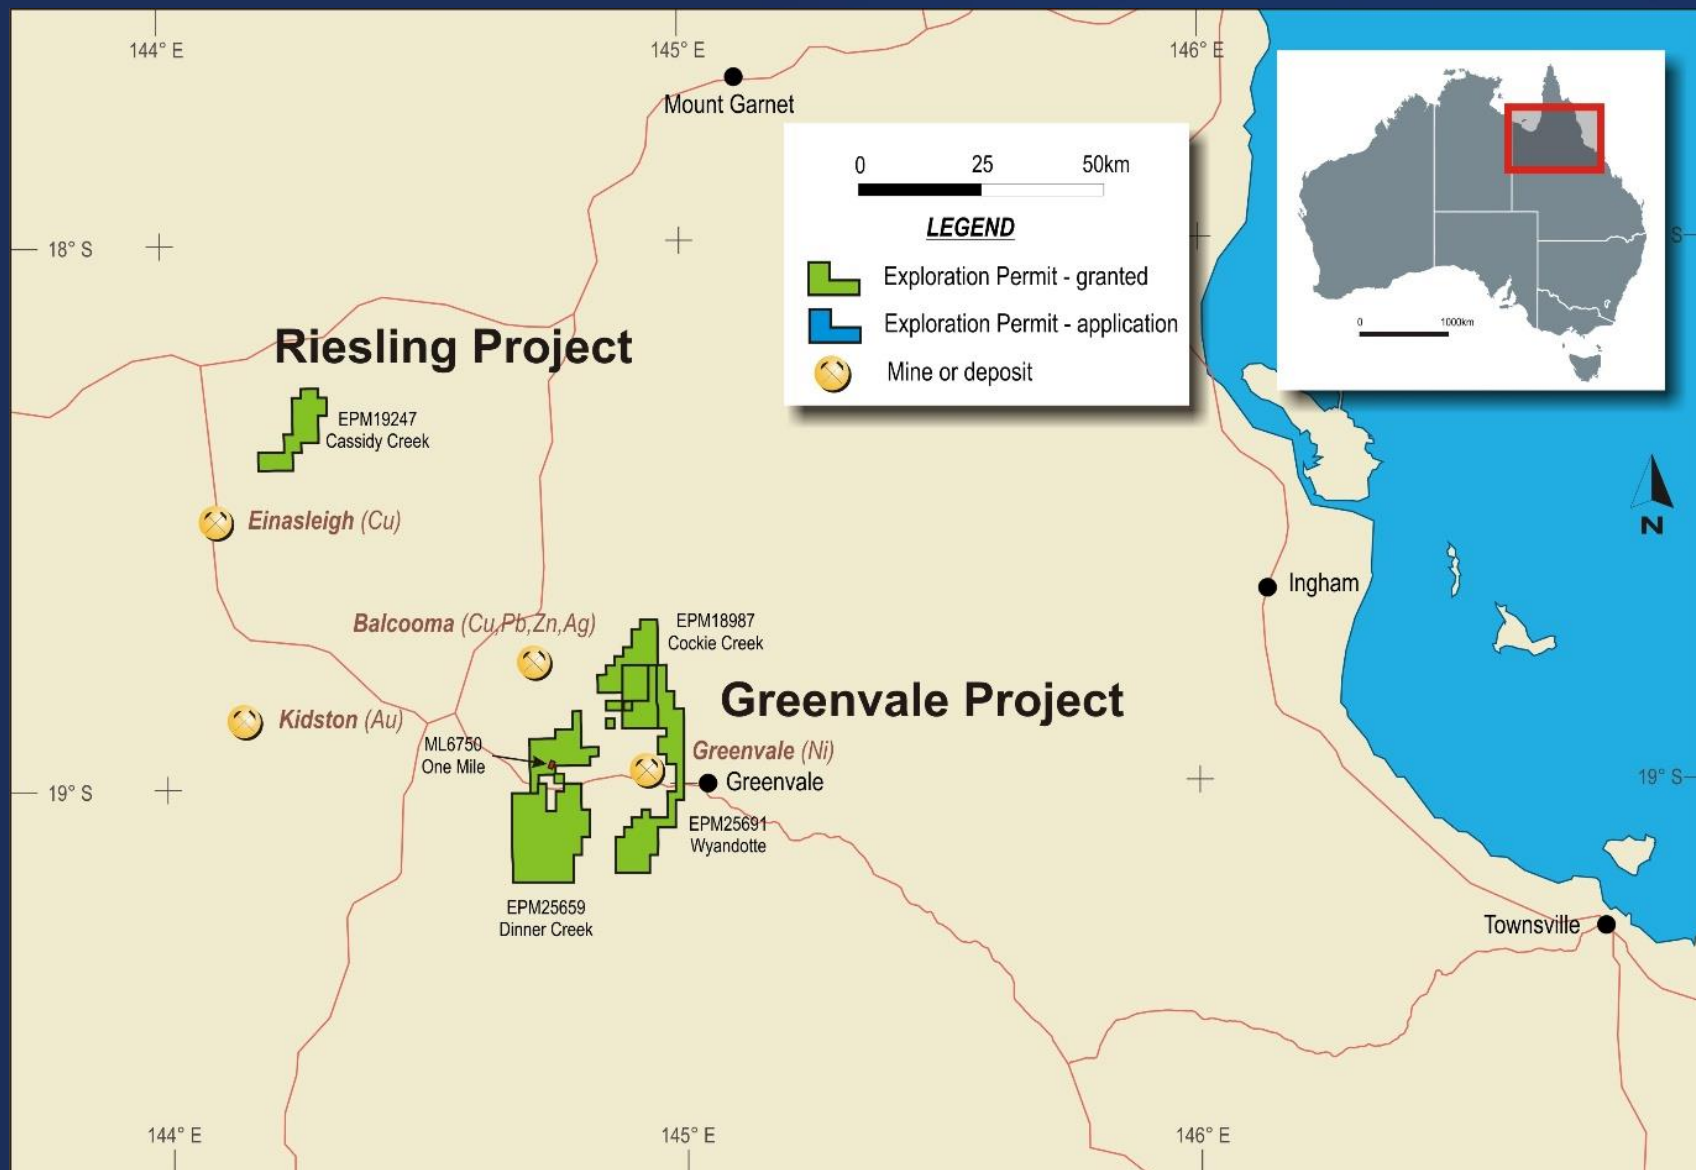 144° E
145° E
146° E
Mount Garnet
0 25 50km
LEGEND
Exploration Permit - granted
Exploration Permit - application
Mine or deposit
0 1000km
18° S
S
Riesling Project
EPM19247
Cassidy Creek
Einasleigh (Cu)
N
Ingham
Balcooma (Cu,Pb,Zn,Ag)
EPM18987
Cockie Creek
Greenvale Project
Kidston (Au)
ML6750
One Mile
Greenvale (Ni)
Greenvale
19° S
19° S
EPM25691
Wyandotte
EPM25659
Dinner Creek
Townsville
144° E
145° E
146° E